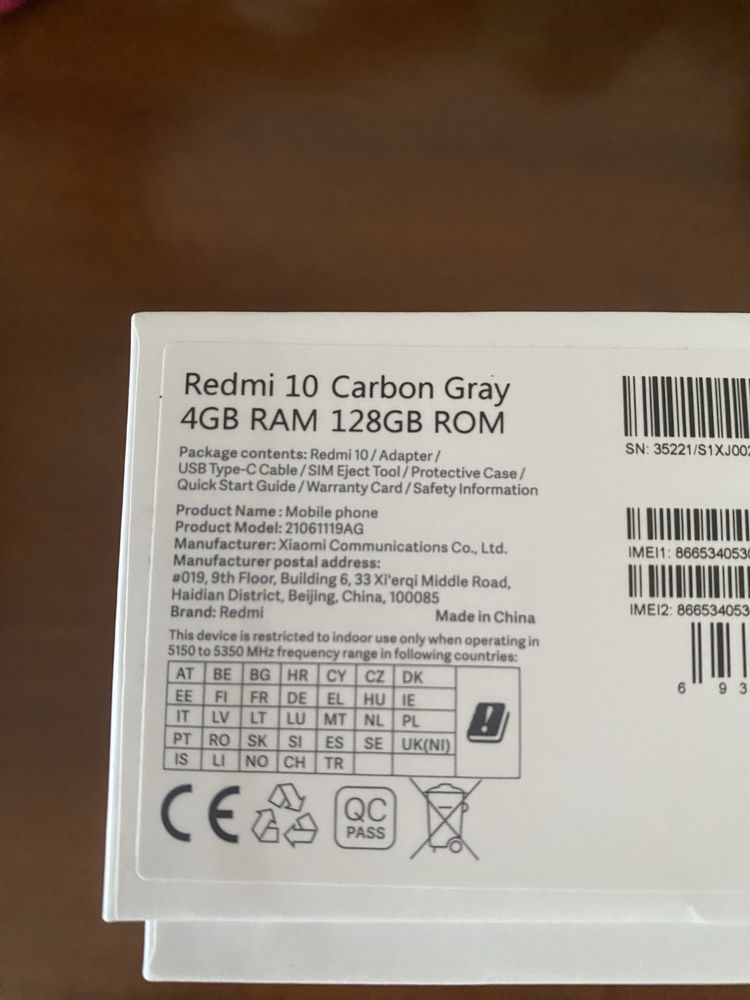 Redmi 10 Carbon Gray
4GB RAM 128GB ROM
Package contents: Redmi 10 / Adapter /
USB Type-C Cable / SIM Eject Tool / Protective Case /
Quick Start Guide / Warranty Card / Safety Information
Product Name : Mobile phone
Product Model: 21061119AG
Manufacturer: Xiaomi Communications Co., Ltd.
Manufacturer postal address:
#019, 9th Floor, Building 6, 33 Xi'erqi Middle Road,
Haidian District, Beijing, China, 100085
Brand: Redmi
Made in China
This device is restricted to indoor use only when operating in
5150 to 5350 MHz frequency range in following countries:
AT BE BG HR CY CZ DK
EE FI FR DE EL HU IE
IT LV LT LU MT NL PL
PT RO SK SI ES SE UK(NI)
IS LI NO CH TR
CE
QC
PASS
SN: 35221/S1XJ00
IMEI1: 866534053
IMEI2: 866534053
6 93